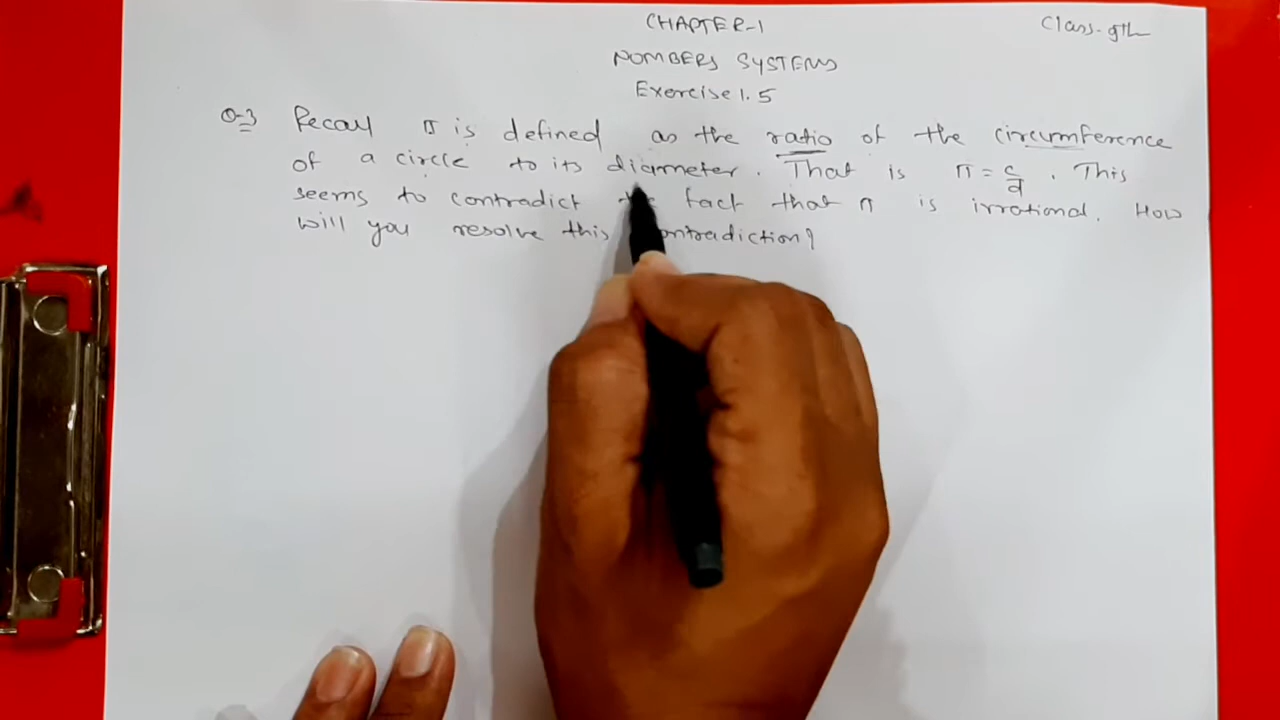 CHAPTER-1
Class-9th
NUMBERS SYSTEMS
Exercise 1.5
Q-3 Recall π is defined as the ratio of the circumference
of a circle to its diameter. That is π = c/d. This
seems to contradict fact that π is irrational. How
will you resolve this contradiction?